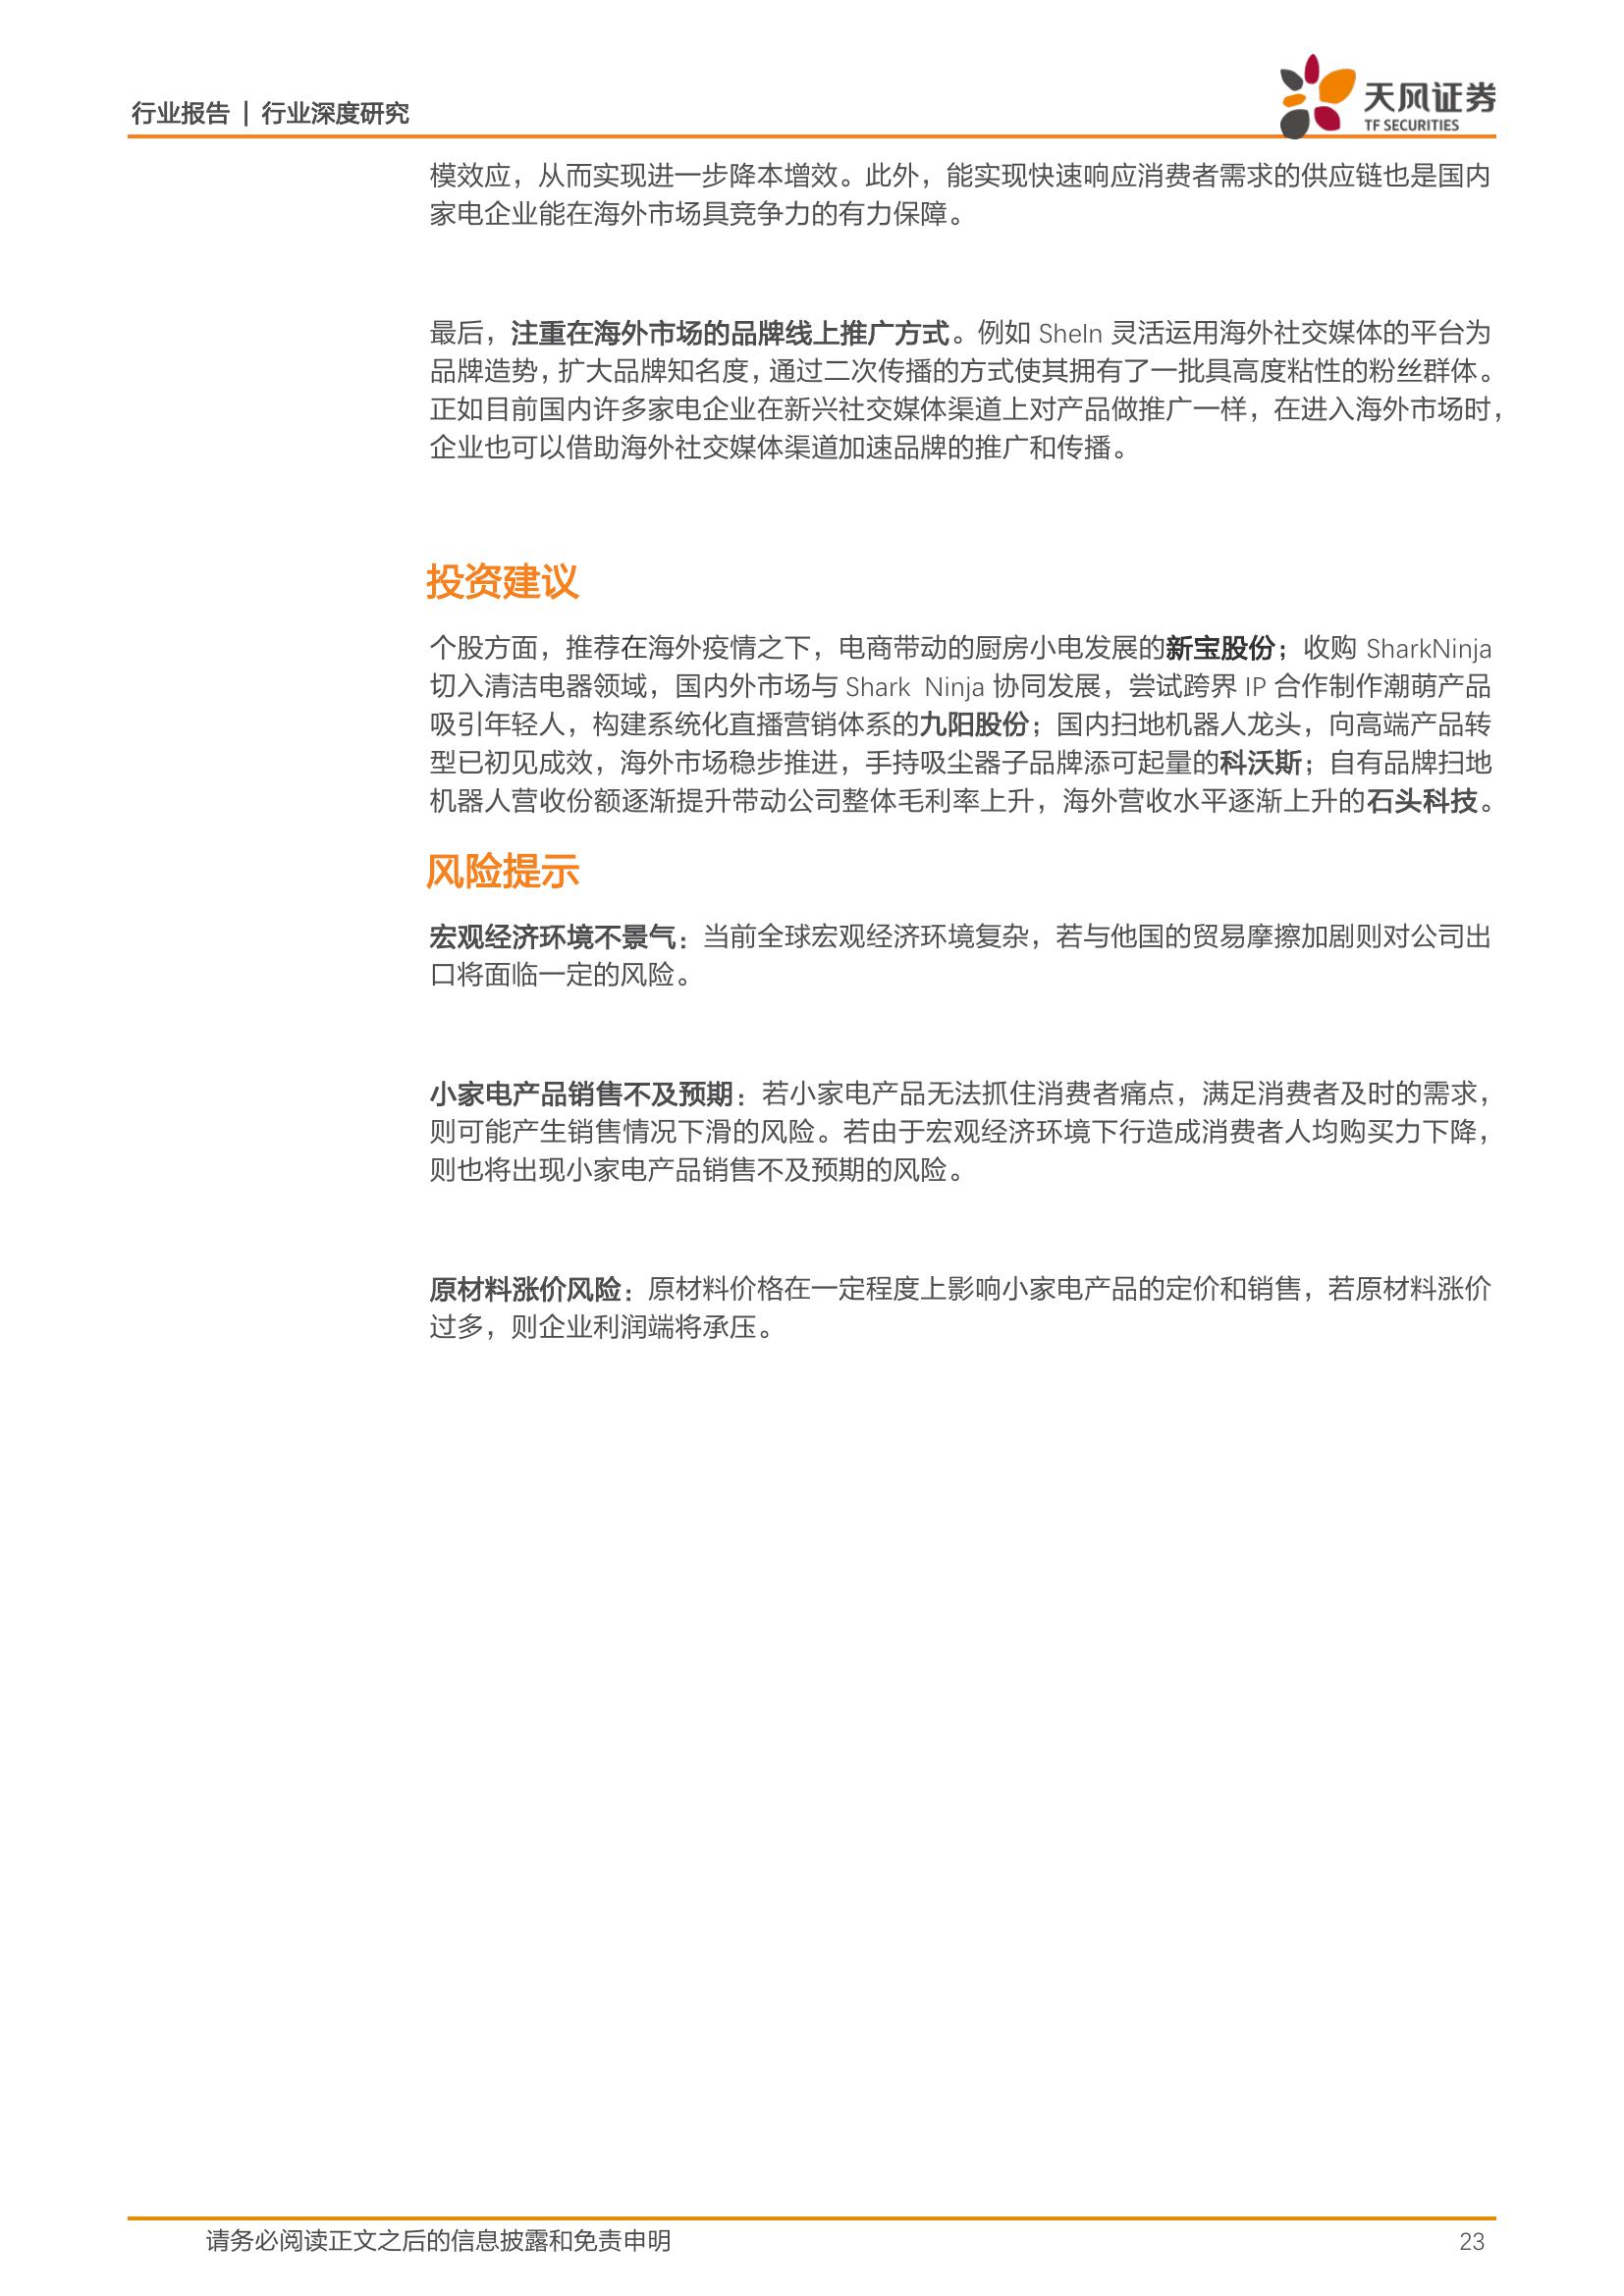 行业报告 | 行业深度研究
天风证券
TF SECURITIES
模效应，从而实现进一步降本增效。此外，能实现快速响应消费者需求的供应链也是国内
家电企业能在海外市场具竞争力的有力保障。
最后，注重在海外市场的品牌线上推广方式。例如 SheIn 灵活运用海外社交媒体的平台为
品牌造势，扩大品牌知名度，通过二次传播的方式使其拥有了一批具高度粘性的粉丝群体。
正如目前国内许多家电企业在新兴社交媒体渠道上对产品做推广一样，在进入海外市场时，
企业也可以借助海外社交媒体渠道加速品牌的推广和传播。
投资建议
个股方面，推荐在海外疫情之下，电商带动的厨房小电发展的新宝股份；收购 SharkNinja
切入清洁电器领域，国内外市场与 Shark Ninja 协同发展，尝试跨界 IP 合作制作潮萌产品
吸引年轻人，构建系统化直播营销体系的九阳股份；国内扫地机器人龙头，向高端产品转
型已初见成效，海外市场稳步推进，手持吸尘器子品牌添可起量的科沃斯；自有品牌扫地
机器人营收份额逐渐提升带动公司整体毛利率上升，海外营收水平逐渐上升的石头科技。
风险提示
宏观经济环境不景气：当前全球宏观经济环境复杂，若与他国的贸易摩擦加剧则对公司出
口将面临一定的风险。
小家电产品销售不及预期：若小家电产品无法抓住消费者痛点，满足消费者及时的需求，
则可能产生销售情况下滑的风险。若由于宏观经济环境下行造成消费者人均购买力下降，
则也将出现小家电产品销售不及预期的风险。
原材料涨价风险：原材料价格在一定程度上影响小家电产品的定价和销售，若原材料涨价
过多，则企业利润端将承压。
请务必阅读正文之后的信息披露和免责申明
23